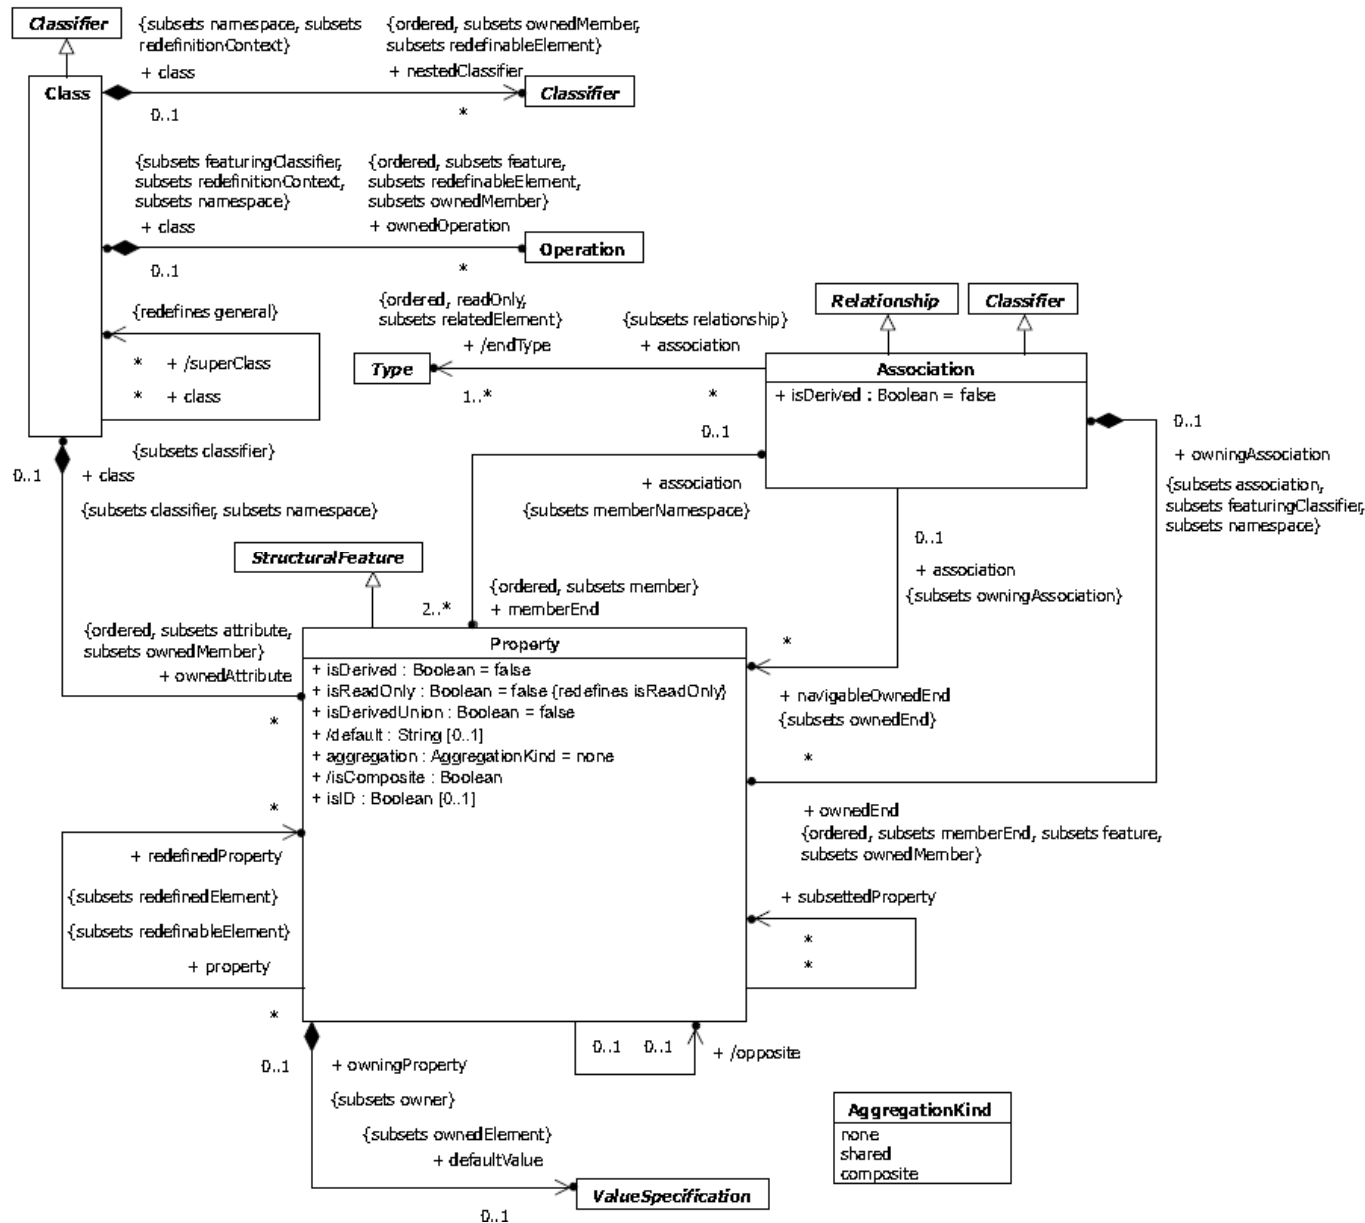 Classifier
{subsets namespace, subsets
redefinitionContext}
+ class
0..1
{ordered, subsets ownedMember,
subsets redefinableElement}
+ nestedClassifier
*
Classifier
Class
{subsets featuringClassifier,
subsets redefinitionContext,
subsets namespace}
+ class
0..1
{ordered, subsets feature,
subsets redefinableElement,
subsets ownedMember}
+ ownedOperation
*
Operation
{redefines general}
* + /superClass
* + class
{subsets classifier}
{ordered, readOnly,
subsets relatedElement}
+ /endType
1..*
Type
{subsets relationship}
+ association
*
Relationship
Classifier
Association
+ isDerived : Boolean = false
0..1
+ association
{subsets memberNamespace}
0..1
+ owningAssociation
{subsets association,
subsets featuringClassifier,
subsets namespace}
0..1
+ class
{subsets classifier, subsets namespace}
0..1
+ association
{subsets owningAssociation}
StructuralFeature
{ordered, subsets member}
2..* + memberEnd
{ordered, subsets attribute,
subsets ownedMember}
+ ownedAttribute
*
Property
+ isDerived : Boolean = false
+ isReadOnly : Boolean = false {redefines isReadOnly}
+ isDerivedUnion : Boolean = false
+ /default : String [0..1]
+ aggregation : AggregationKind = none
+ /isComposite : Boolean
+ isID : Boolean [0..1]
*
+ navigableOwnedEnd
{subsets ownedEnd}
*
+ ownedEnd
{ordered, subsets memberEnd, subsets feature,
subsets ownedMember}
*
+ redefinedProperty
{subsets redefinedElement}
{subsets redefinableElement}
+ property
*
+ subsettedProperty
*
*
0..1 0..1 + /opposite
0..1 + owningProperty
{subsets owner}
{subsets ownedElement}
+ defaultValue
0..1
ValueSpecification
AggregationKind
none
shared
composite